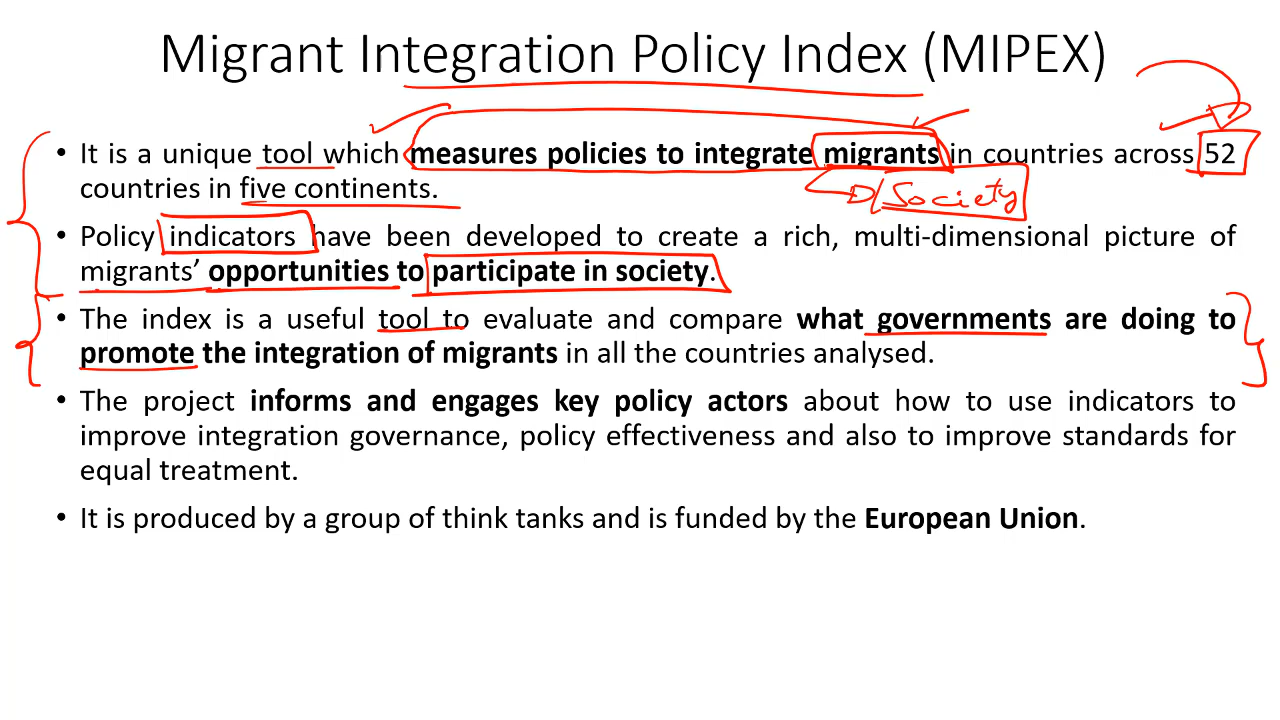 Migrant Integration Policy Index (MIPEX)
• It is a unique tool which measures policies to integrate migrants in countries across 52
countries in five continents.
D/Society
• Policy indicators have been developed to create a rich, multi-dimensional picture of
migrants’ opportunities to participate in society.
• The index is a useful tool to evaluate and compare what governments are doing to
promote the integration of migrants in all the countries analysed.
• The project informs and engages key policy actors about how to use indicators to
improve integration governance, policy effectiveness and also to improve standards for
equal treatment.
• It is produced by a group of think tanks and is funded by the European Union.